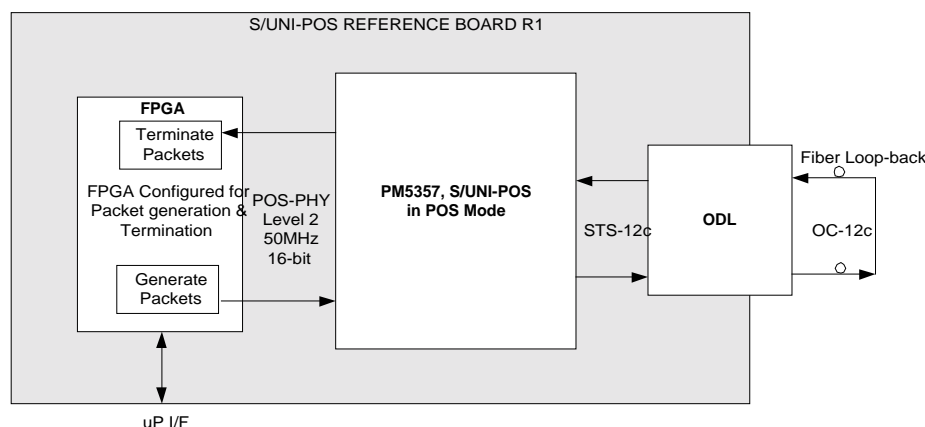 S/UNI-POS REFERENCE BOARD R1
FPGA
Terminate
Packets
FPGA Configured for
Packet generation &
Termination
Generate
Packets
POS-PHY
Level 2
50MHz
16-bit
PM5357, S/UNI-POS
in POS Mode
STS-12c
ODL
Fiber Loop-back
OC-12c
uP I/F